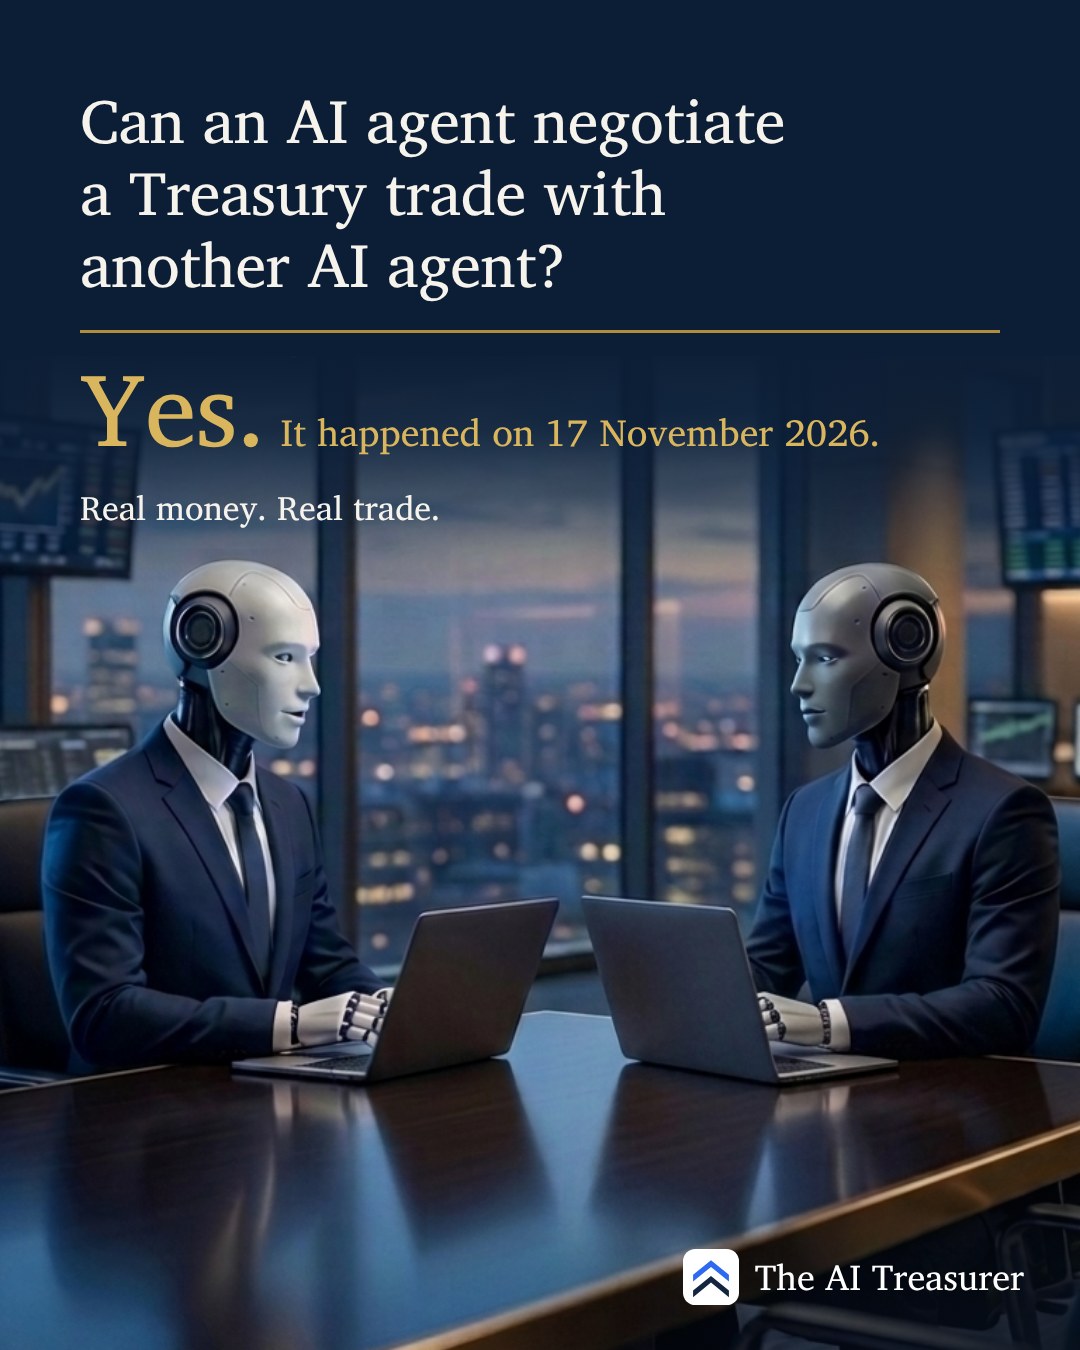 Can an AI agent negotiate
a Treasury trade with
another AI agent?
Yes. It happened on 17 November 2026.
Real money. Real trade.
The AI Treasurer